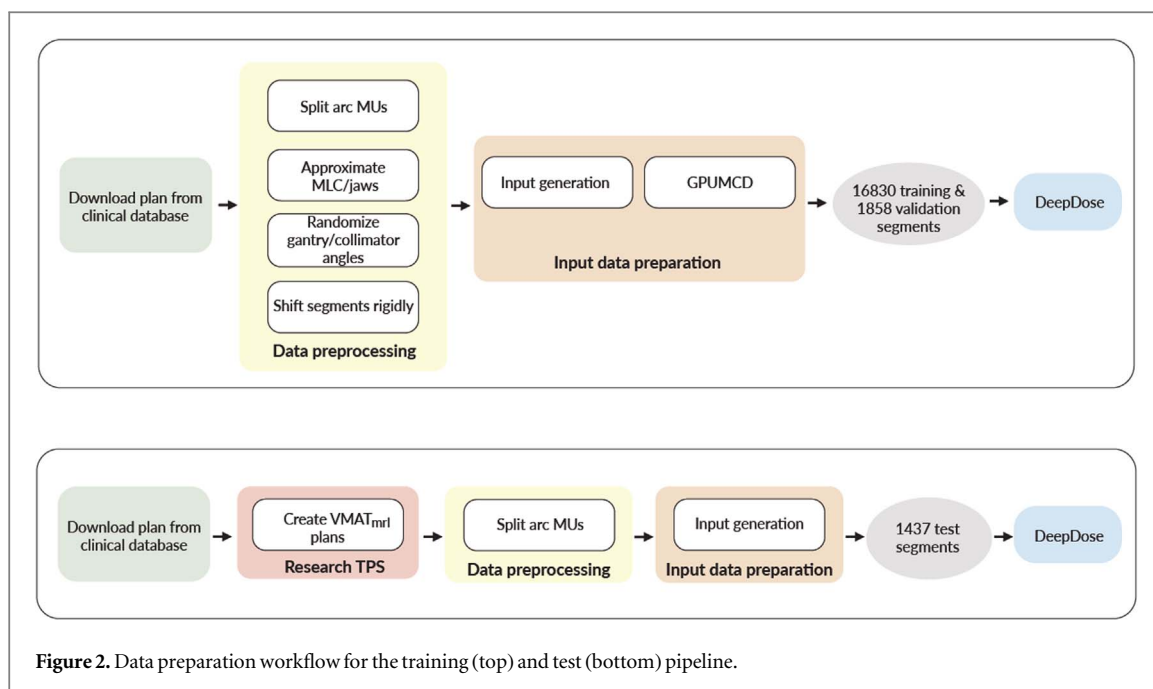 Download plan from
clinical database
Split arc MUs
Approximate
MLC/jaws
Randomize
gantry/collimator
angles
Shift segments rigidly
Data preprocessing
Input generation
GPUMCD
Input data preparation
16830 training &
1858 validation
segments
DeepDose
Download plan from
clinical database
Create VMATmrl
plans
Research TPS
Split arc MUs
Data preprocessing
Input generation
Input data preparation
1437 test
segments
DeepDose
Figure 2. Data preparation workflow for the training (top) and test (bottom) pipeline.